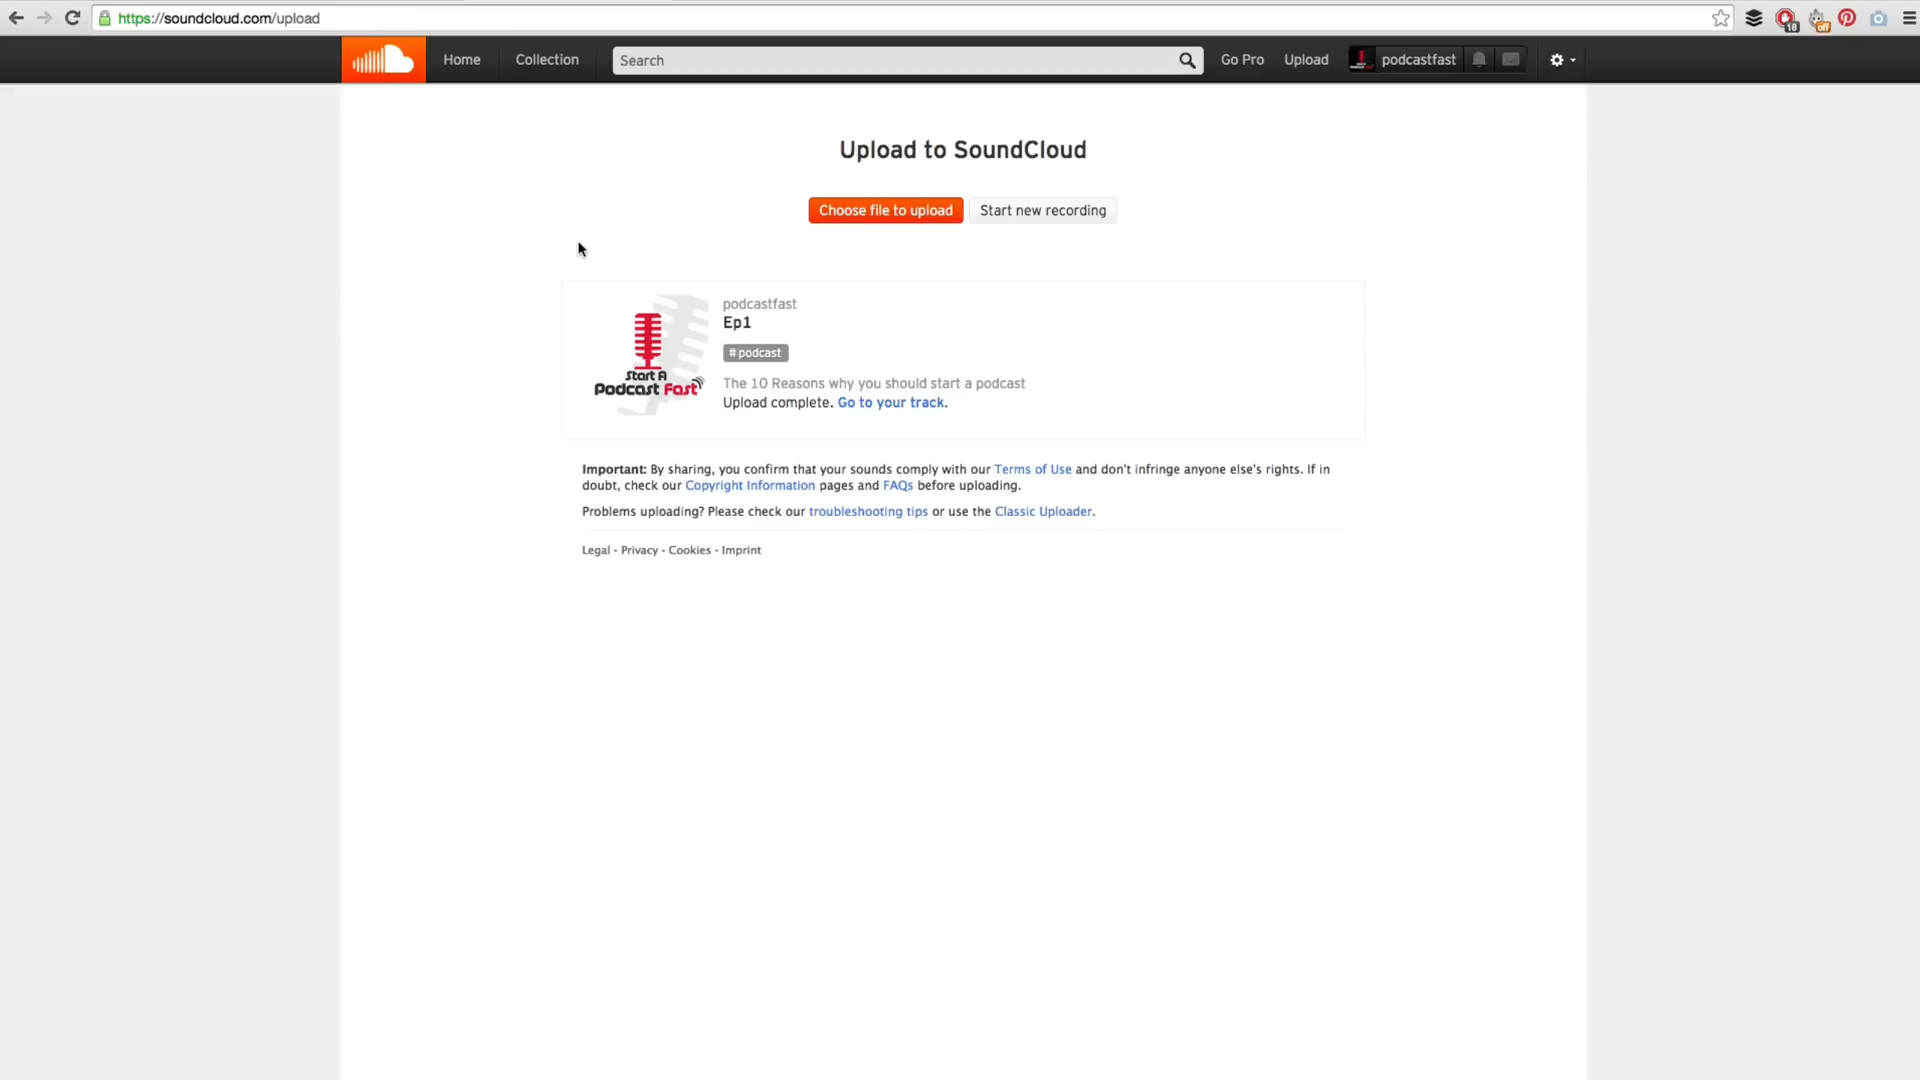 https://soundcloud.com/upload
18
off
Home Collection Search Go Pro Upload podcastfast
Upload to SoundCloud
Choose file to upload Start new recording
podcastfast
Ep1
# podcast
Start A
Podcast Fast
The 10 Reasons why you should start a podcast
Upload complete. Go to your track.
Important: By sharing, you confirm that your sounds comply with our Terms of Use and don't infringe anyone else's rights. If in
doubt, check our Copyright Information pages and FAQs before uploading.
Problems uploading? Please check our troubleshooting tips or use the Classic Uploader.
Legal - Privacy - Cookies - Imprint